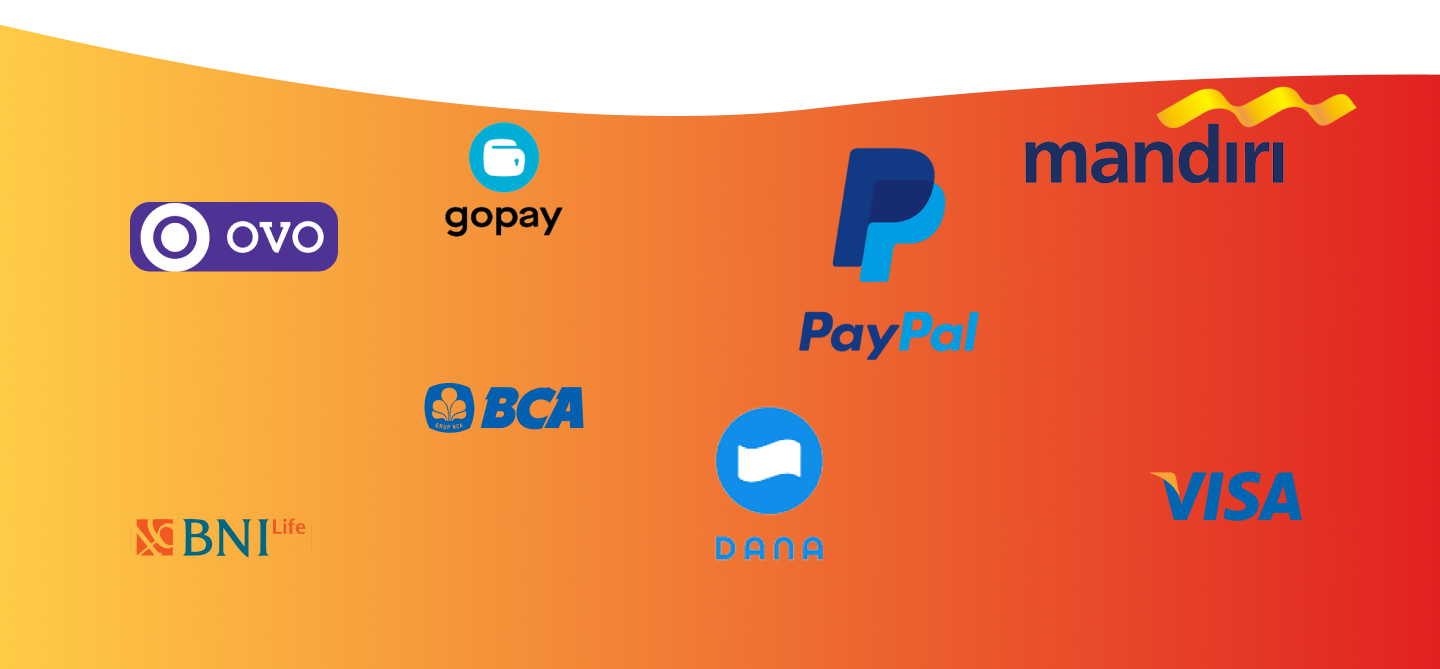 gopay
OVO
mandiri
PayPal
GRUP BCA
BCA
DANA
VISA
BNI Life